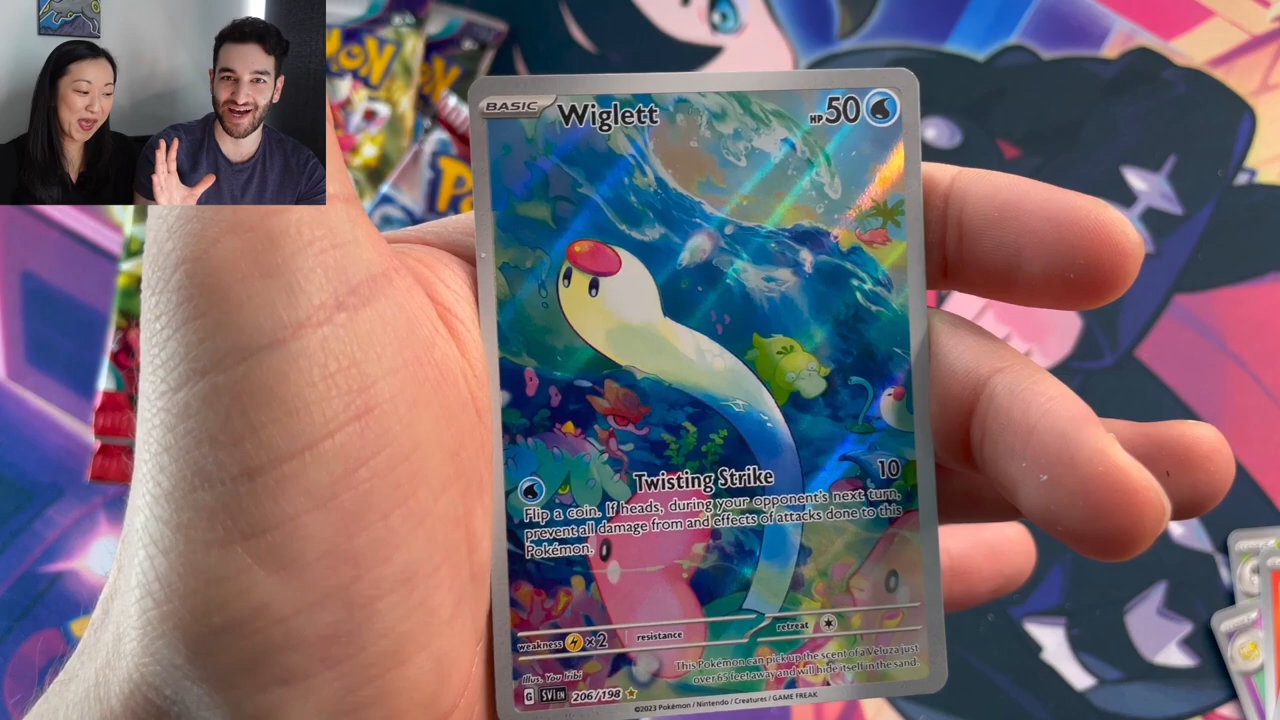 BASIC Wiglett HP 50
Twisting Strike 10
Flip a coin. If heads, during your opponent's next turn,
prevent all damage from and effects of attacks done to this
Pokémon.
weakness ×2 resistance retreat
This Pokémon can pick up the scent of a Veluza just
over 65 feet away and will hide itself in the sand.
Illus. You Iribi
G SVI EN 206/198
©2023 Pokémon / Nintendo / Creatures / GAME FREAK